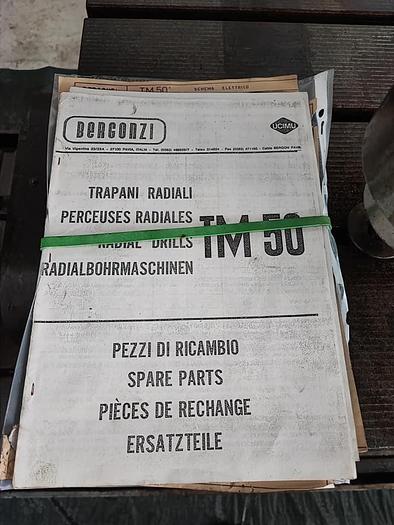 TM 50 SCHEMA ELETTRICO
BERGONZI
UCIMU
TRAPANI RADIALI
PERCEUSES RADIALES
RADIAL DRILLS
RADIALBOHRMASCHINEN
TM 50
PEZZI DI RICAMBIO
SPARE PARTS
PIÈCES DE RECHANGE
ERSATZTEILE